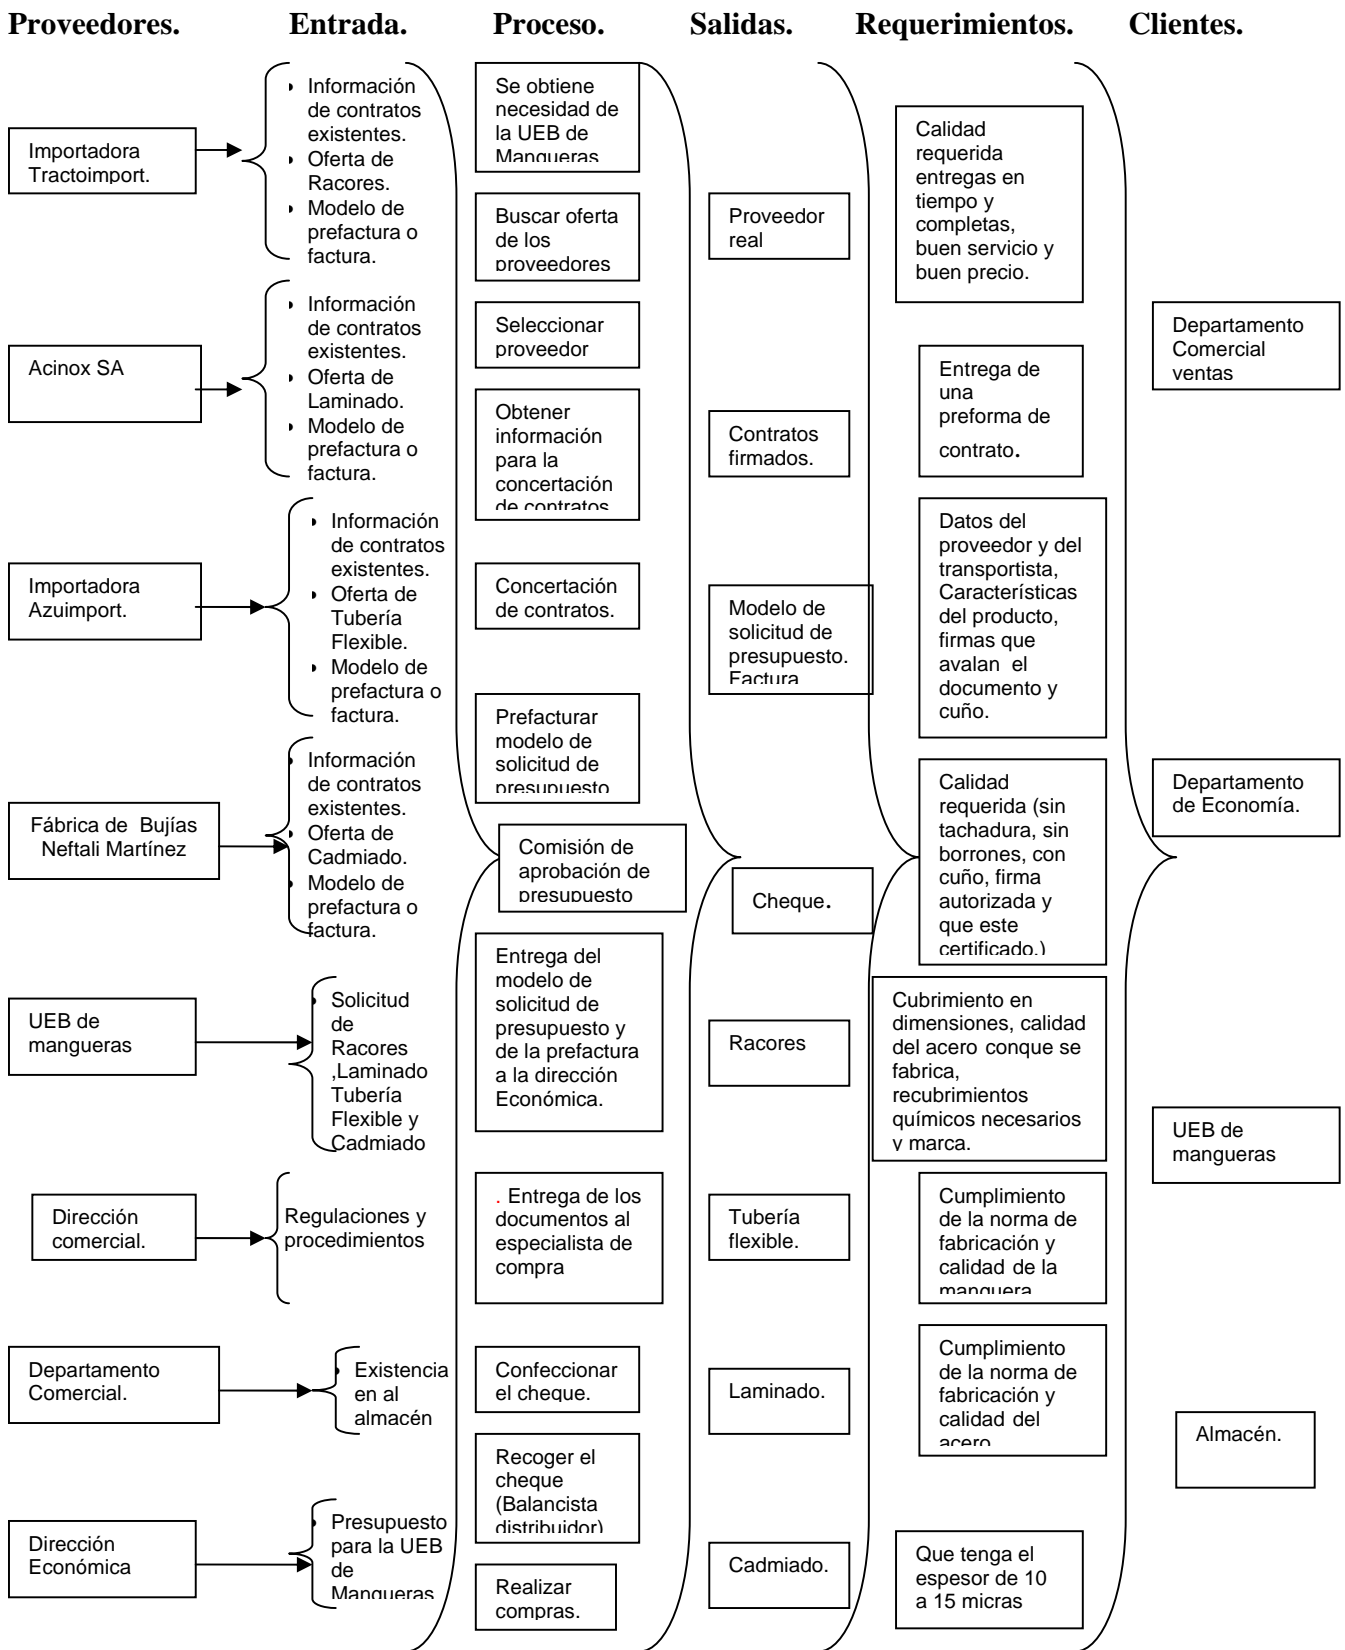 Proveedores. Entrada. Proceso. Salidas. Requerimientos. Clientes.
Importadora
Tractoimport.
Acinox SA
Importadora
Azuimport.
Fábrica de Bujías
Neftali Martínez
UEB de
mangueras
Dirección
comercial.
Departamento
Comercial.
Dirección
Económica
• Información
de contratos
existentes.
• Oferta de
Racores.
• Modelo de
prefactura o
factura.
• Información
de contratos
existentes.
• Oferta de
Laminado.
• Modelo de
prefactura o
factura.
• Información
de contratos
existentes.
• Oferta de
Tubería
Flexible.
• Modelo de
prefactura o
factura.
• Información
de contratos
existentes.
• Oferta de
Cadmiado.
• Modelo de
prefactura o
factura.
• Solicitud
de
Racores
,Laminado
Tubería
Flexible y
Cadmiado
Regulaciones y
procedimientos
• Existencia
en al
almacén
• Presupuesto
para la UEB
de
Mangueras
Se obtiene
necesidad de
la UEB de
Mangueras
Buscar oferta
de los
proveedores
Seleccionar
proveedor
Obtener
información
para la
concertación
de contratos
Concertación
de contratos.
Prefacturar
modelo de
solicitud de
presupuesto
Comisión de
aprobación de
presupuesto
Entrega del
modelo de
solicitud de
presupuesto y
de la prefactura
a la dirección
Económica.
. Entrega de los
documentos al
especialista de
compra
Confeccionar
el cheque.
Recoger el
cheque
(Balancista
distribuidor)
Realizar
compras.
Proveedor
real
Contratos
firmados.
Modelo de
solicitud de
presupuesto.
Factura
Cheque.
Racores
Tubería
flexible.
Laminado.
Cadmiado.
Calidad
requerida
entregas en
tiempo y
completas,
buen servicio y
buen precio.
Entrega de
una
preforma de
contrato.
Datos del
proveedor y del
transportista,
Características
del producto,
firmas que
avalan el
documento y
cuño.
Calidad
requerida (sin
tachadura, sin
borrones, con
cuño, firma
autorizada y
que este
certificado.)
Cubrimiento en
dimensiones, calidad
del acero conque se
fabrica,
recubrimientos
químicos necesarios
y marca.
Cumplimiento
de la norma de
fabricación y
calidad de la
manguera
Cumplimiento
de la norma de
fabricación y
calidad del
acero
Que tenga el
espesor de 10
a 15 micras
Departamento
Comercial
ventas
Departamento
de Economía.
UEB de
mangueras
Almacén.